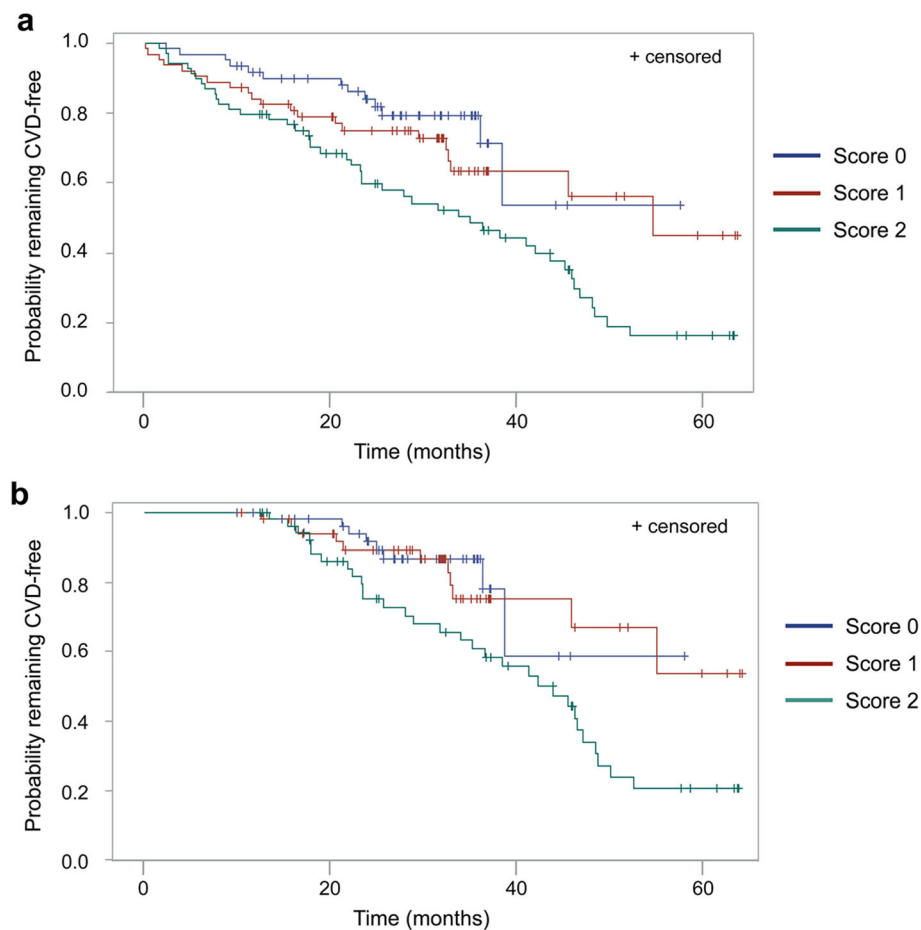 a
1.0
0.8
0.6
0.4
0.2
0.0
Probability remaining CVD-free
+ censored
0 20 40 60
Time (months)
Score 0
Score 1
Score 2
b
1.0
0.8
0.6
0.4
0.2
0.0
Probability remaining CVD-free
+ censored
0 20 40 60
Time (months)
Score 0
Score 1
Score 2